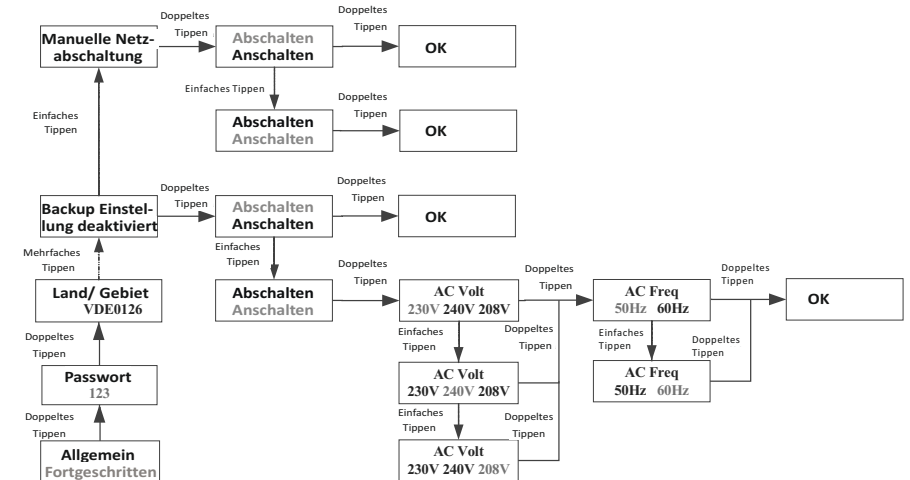 Doppeltes
Tippen
Doppeltes
Tippen
Manuelle Netz-
abschaltung
Abschalten
Anschalten
OK
Einfaches Tippen
Doppeltes
Tippen
Einfaches
Tippen
Abschalten
Anschalten
OK
Doppeltes
Tippen
Doppeltes
Tippen
Backup Einstel-
lung deaktiviert
Abschalten
Anschalten
OK
Mehrfaches
Tippen
Einfaches
Tippen
Doppeltes
Tippen
Doppeltes
Tippen
Doppeltes
Tippen
Land/ Gebiet
VDE0126
Abschalten
Anschalten
AC Volt
230V 240V 208V
AC Freq
50Hz 60Hz
OK
Doppeltes
Tippen
Einfaches
Tippen
Doppeltes
Tippen
Einfaches
Tippen
Doppeltes
Tippen
Passwort
123
AC Volt
230V 240V 208V
AC Freq
50Hz 60Hz
Doppeltes
Tippen
Einfaches
Tippen
Doppeltes
Tippen
Allgemein
Fortgeschritten
AC Volt
230V 240V 208V